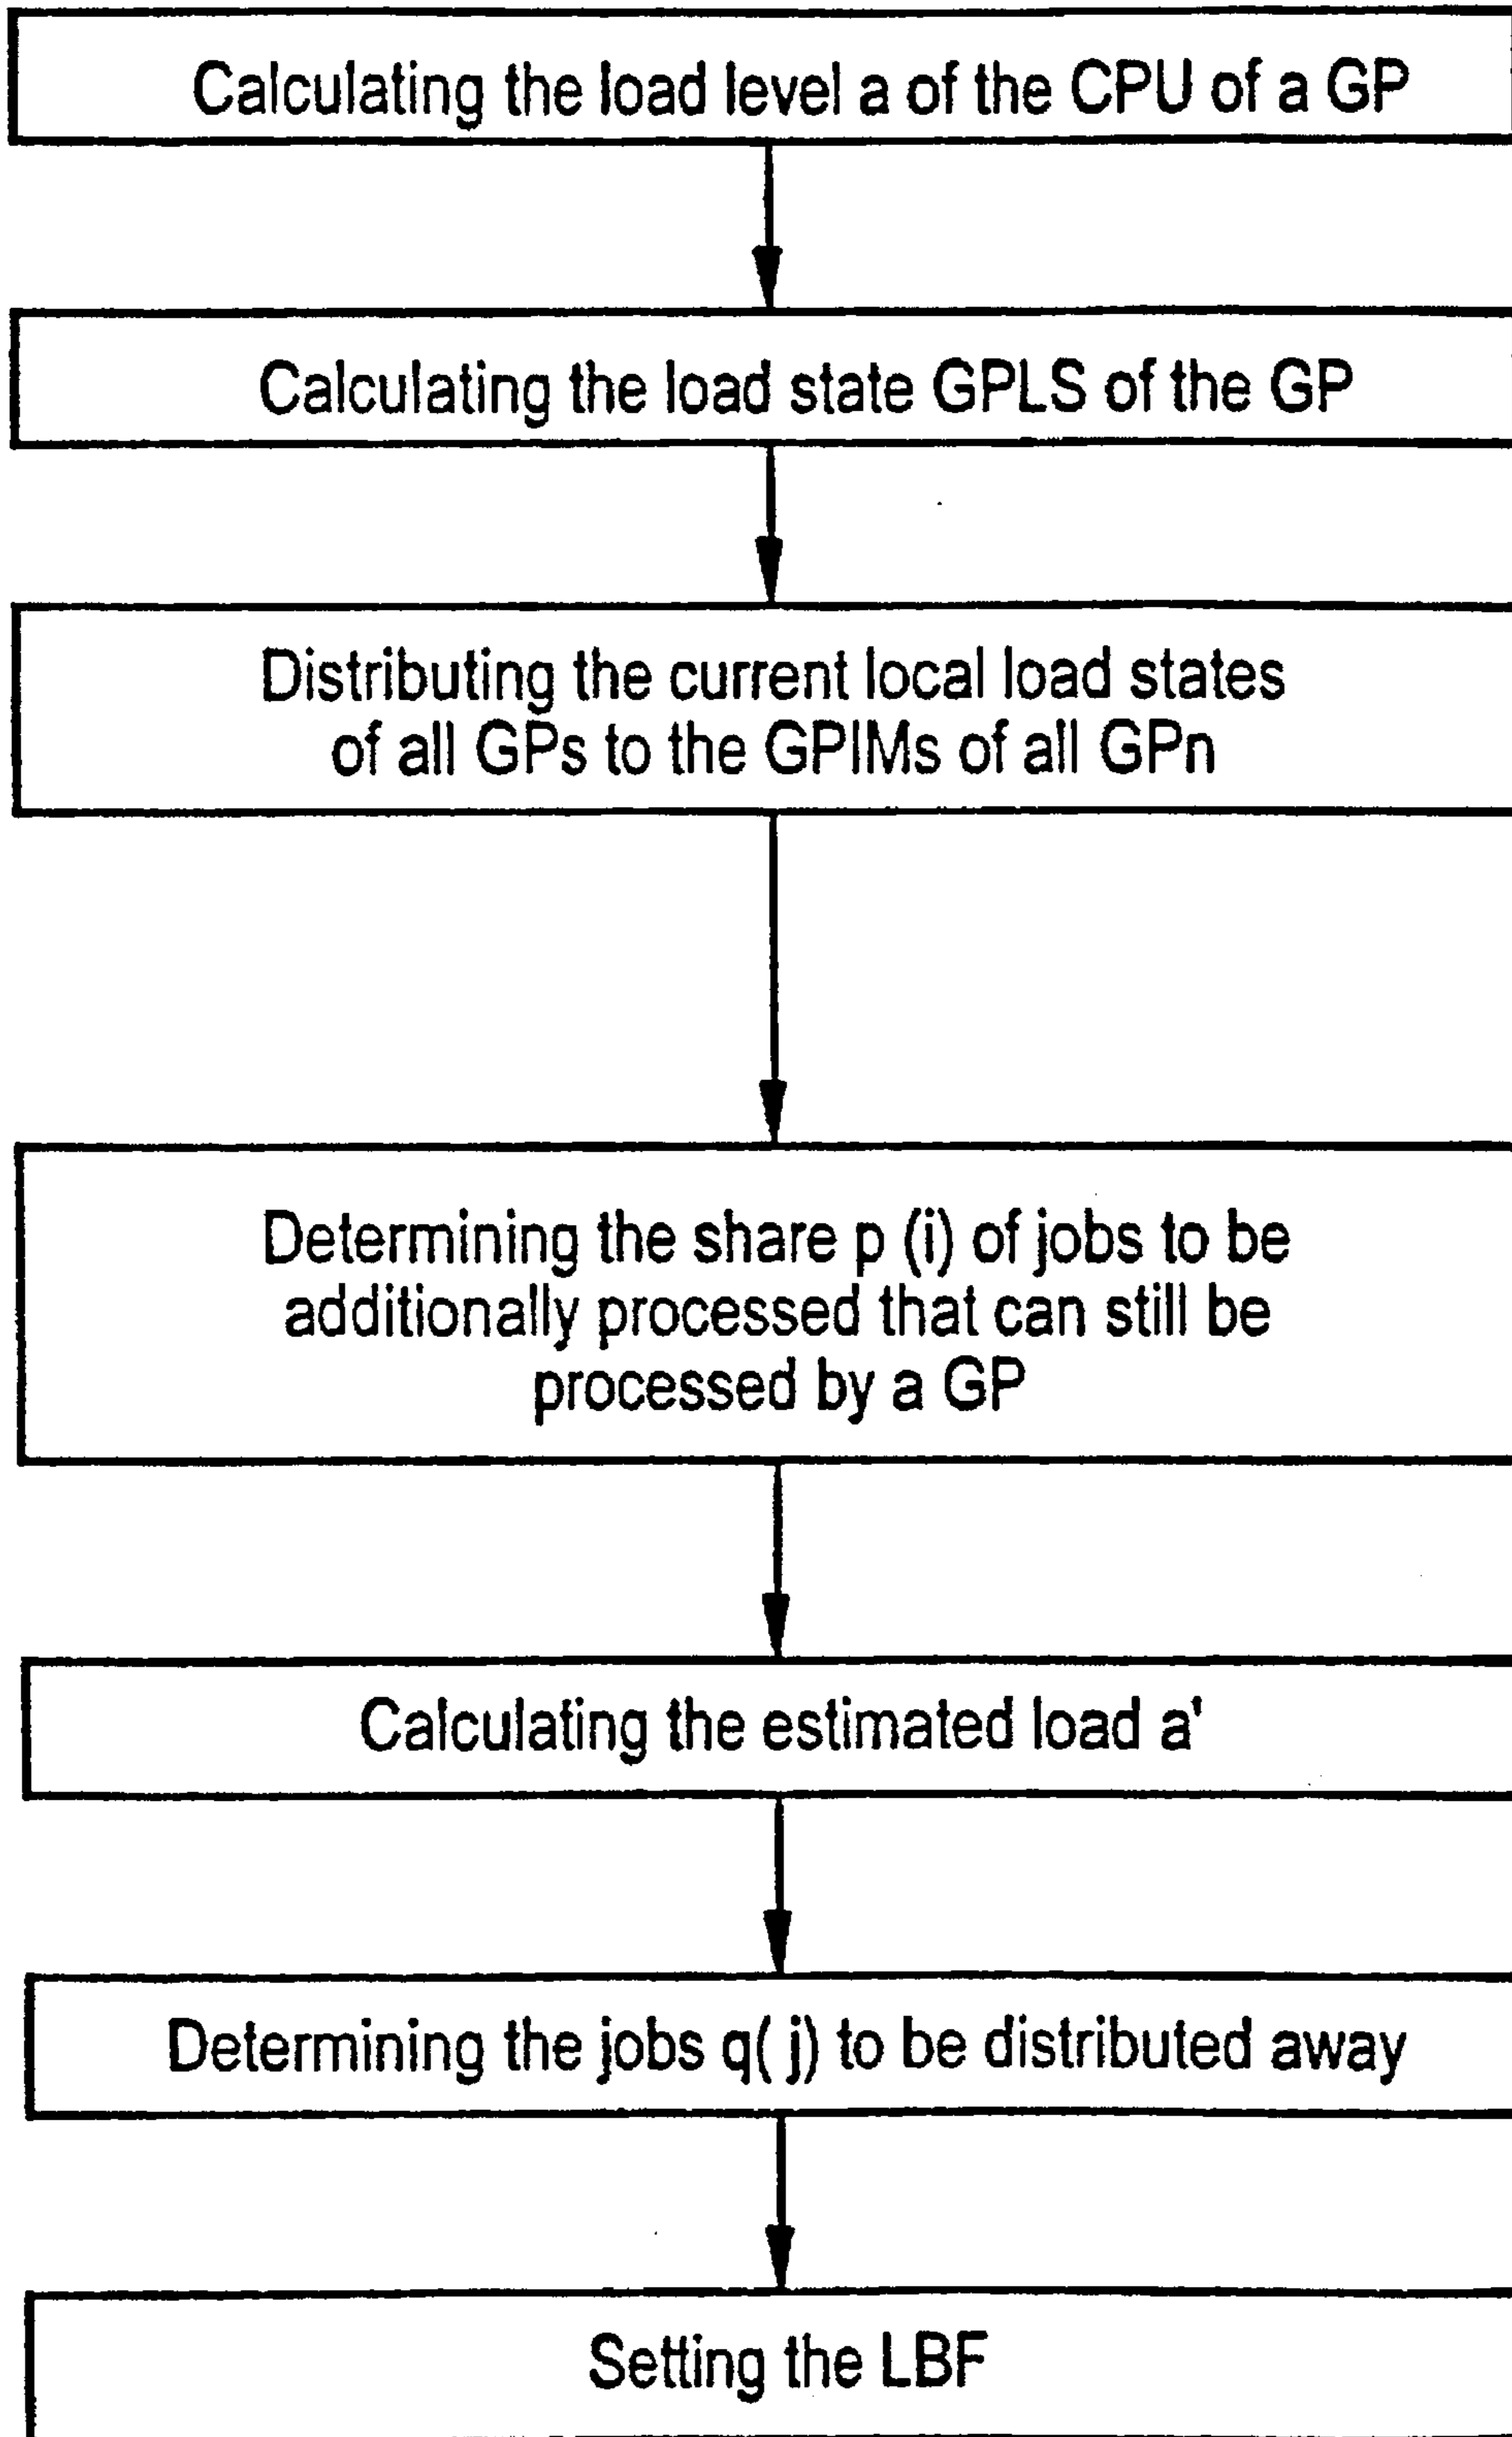 Calculating the load level a of the CPU of a GP
Calculating the load state GPLS of the GP
Distributing the current local load states
of all GPs to the GPIMs of all GPn
Determining the share p (i) of jobs to be
additionally processed that can still be
processed by a GP
Calculating the estimated load a'
Determining the jobs q( j) to be distributed away
Setting the LBF